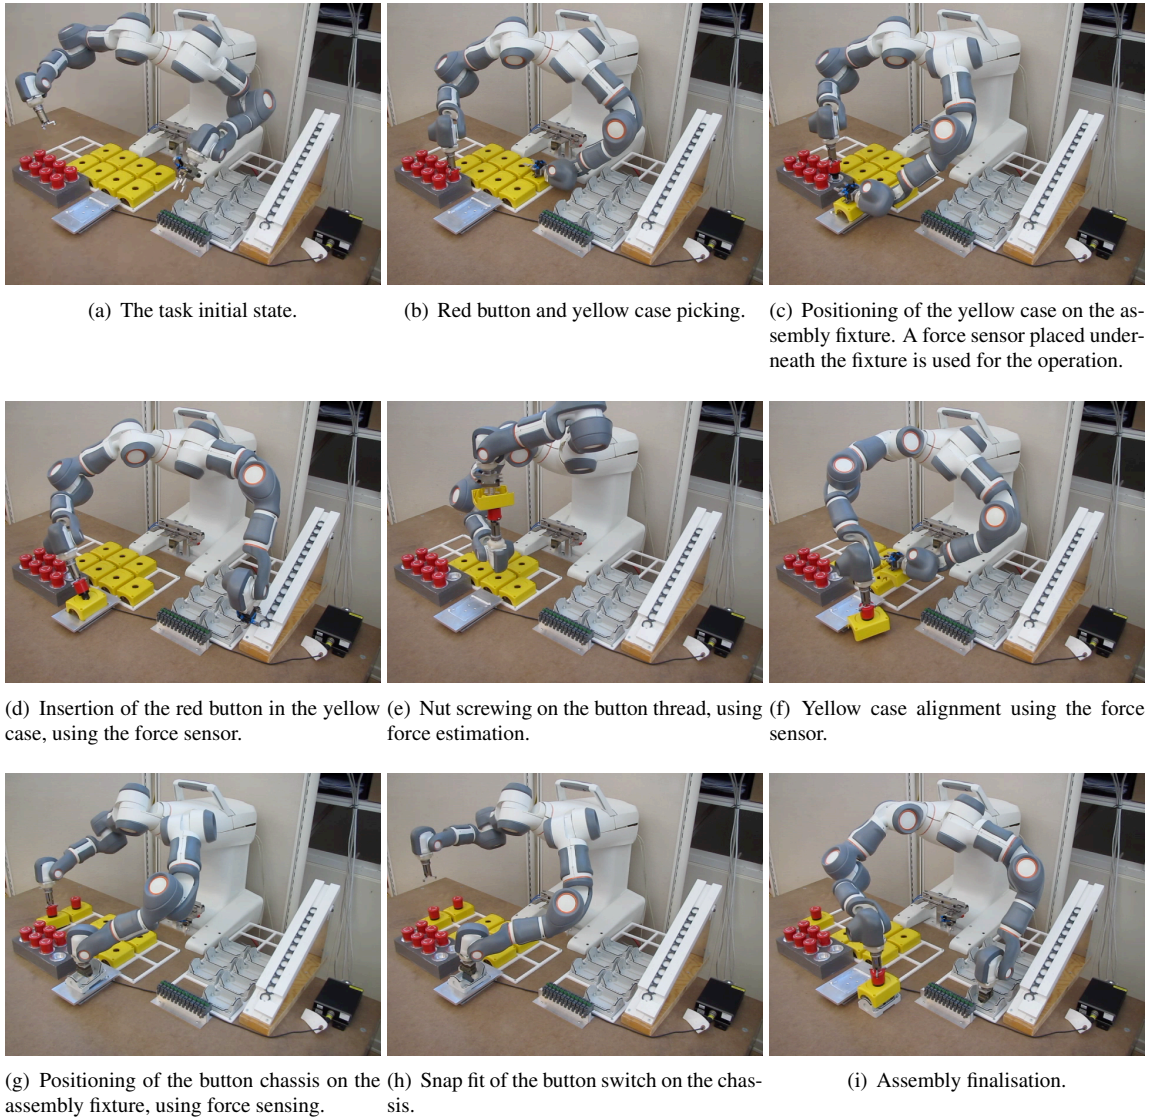 (a) The task initial state.
(b) Red button and yellow case picking.
(c) Positioning of the yellow case on the as-
sembly fixture. A force sensor placed under-
neath the fixture is used for the operation.
(d) Insertion of the red button in the yellow
case, using the force sensor.
(e) Nut screwing on the button thread, using
force estimation.
(f) Yellow case alignment using the force
sensor.
(g) Positioning of the button chassis on the
assembly fixture, using force sensing.
(h) Snap fit of the button switch on the chas-
sis.
(i) Assembly finalisation.